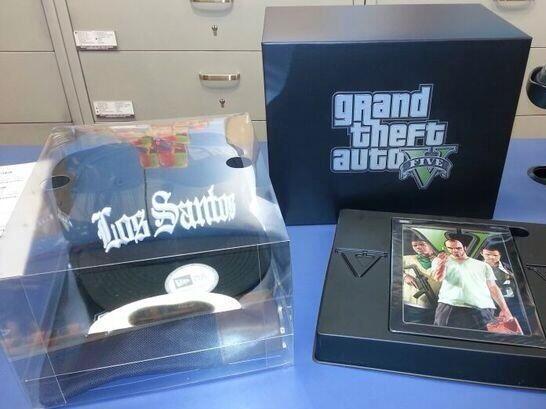 grand
theft
auto
FIVE
Los Santos